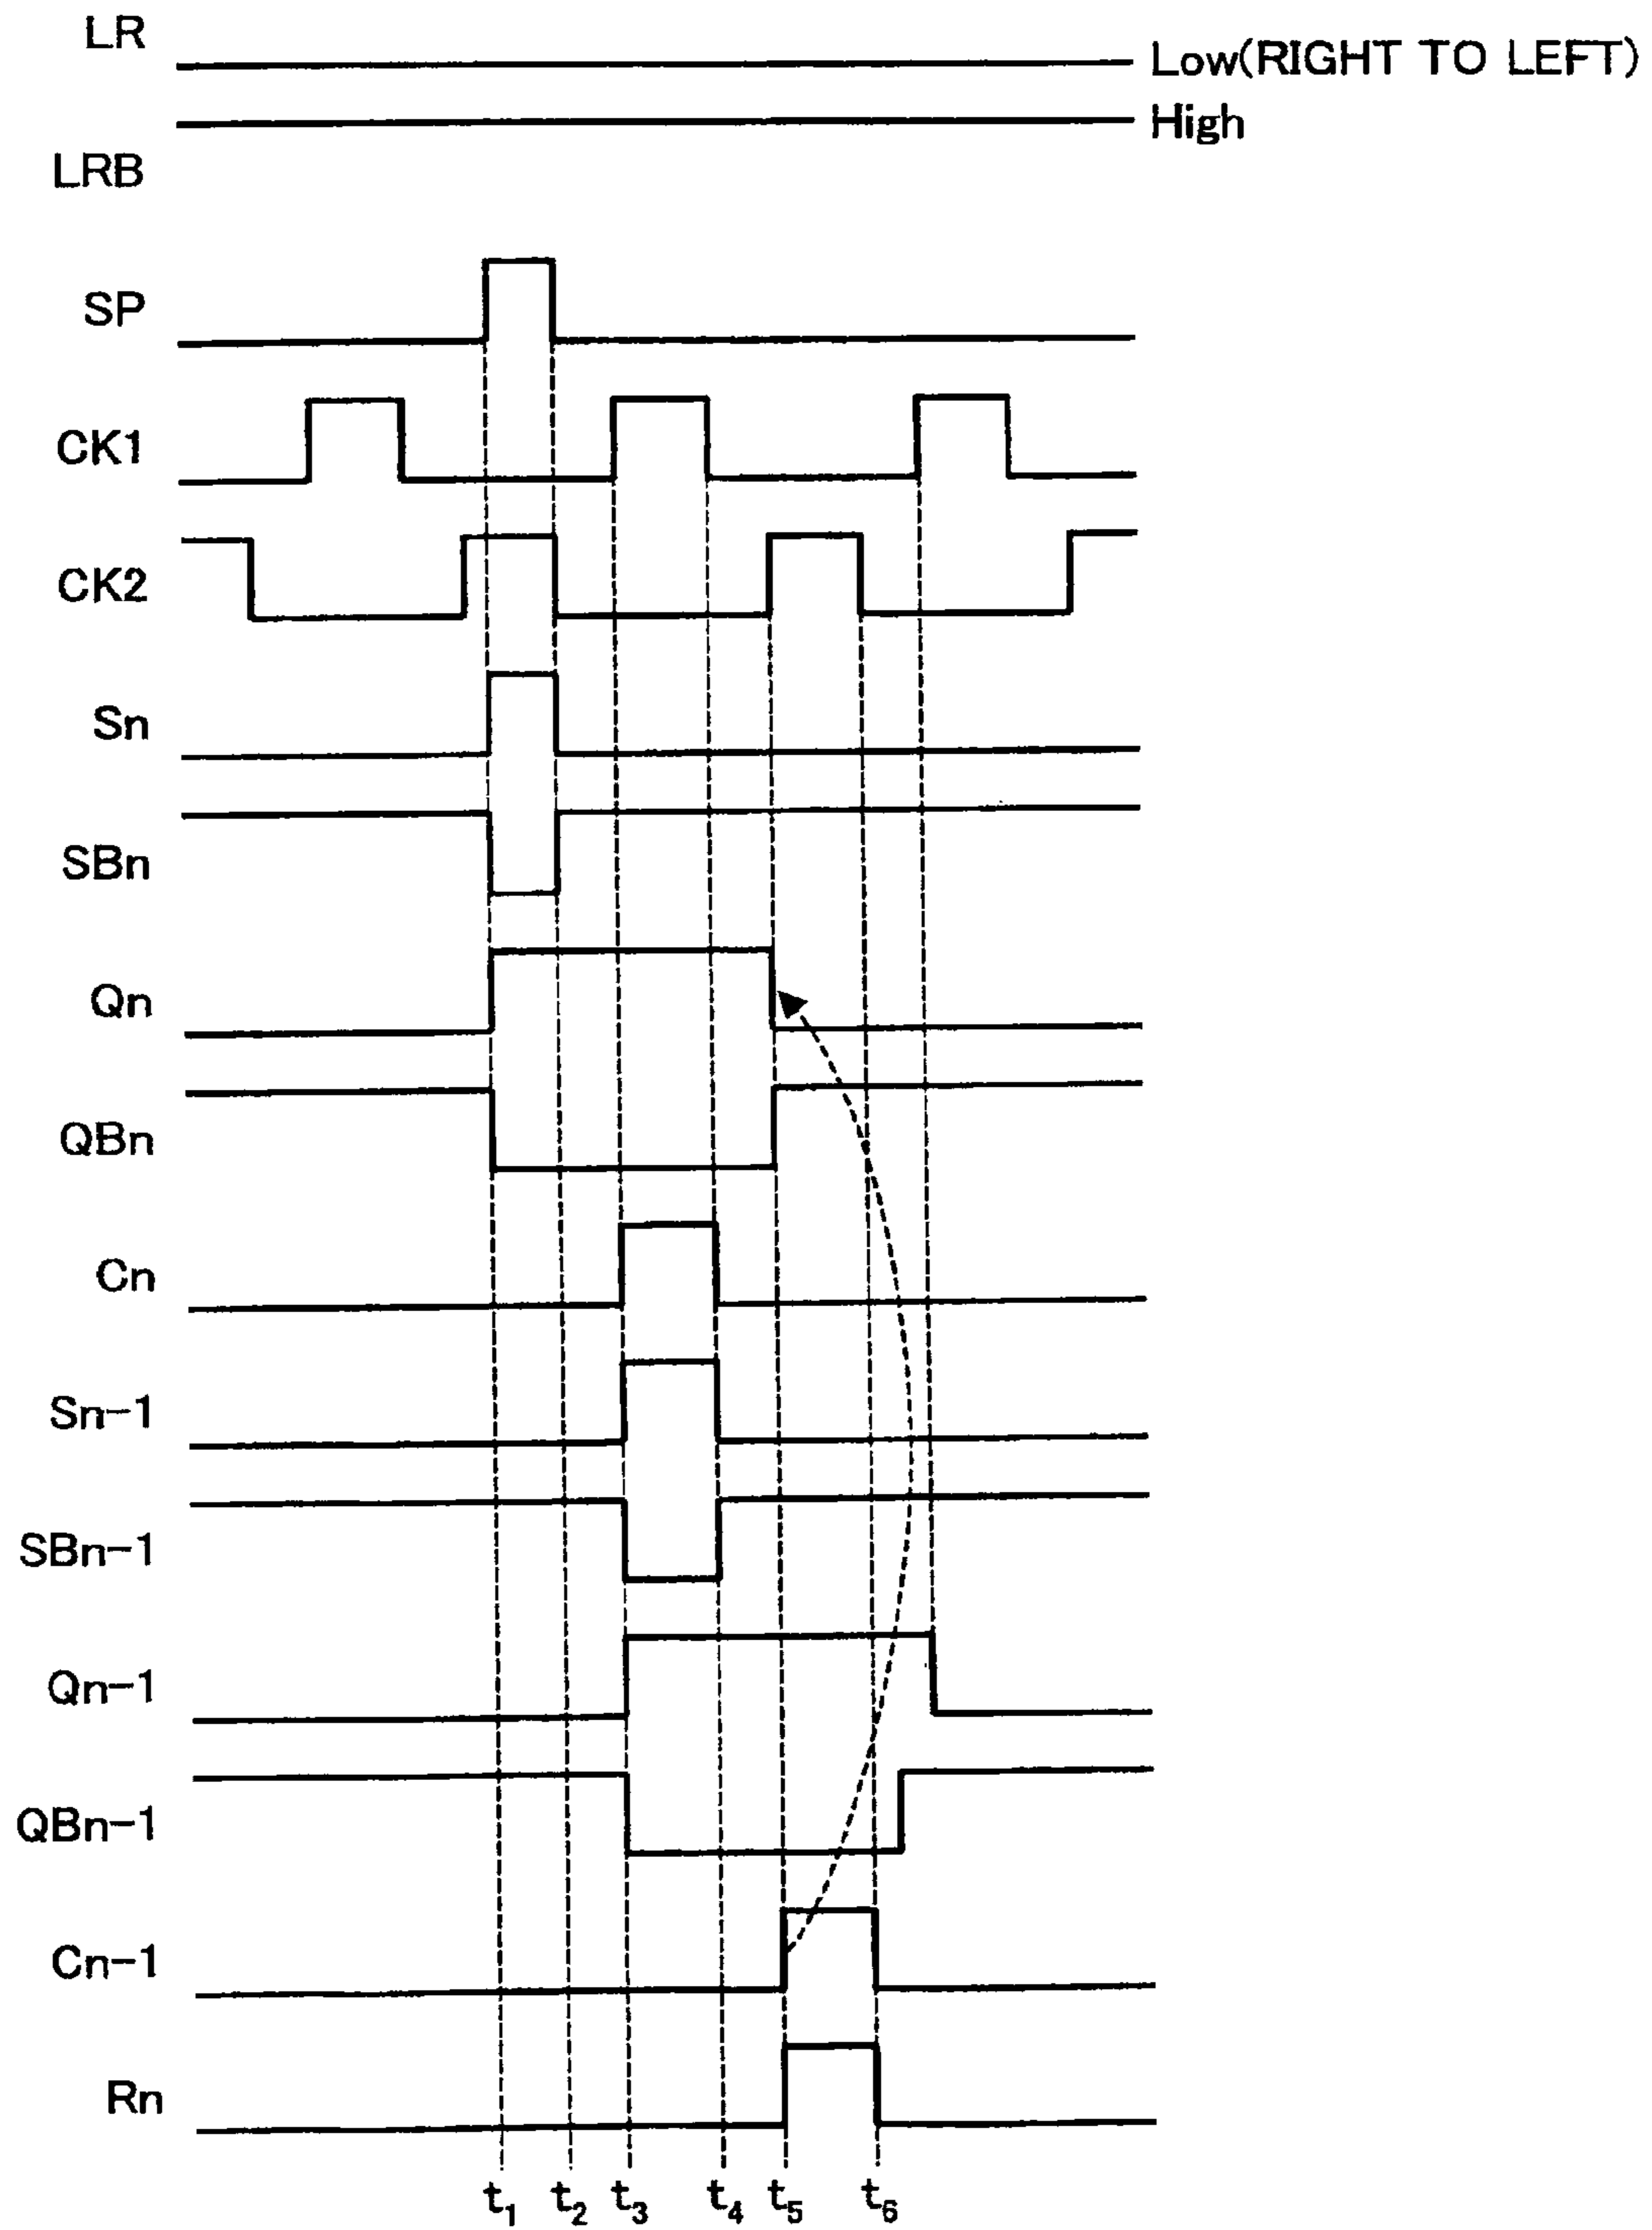 LR
Low(RIGHT TO LEFT)
High
LRB
SP
CK1
CK2
Sn
SBn
Qn
QBn
Cn
Sn-1
SBn-1
Qn-1
QBn-1
Cn-1
Rn
t1 t2 t3 t4 t5 t6